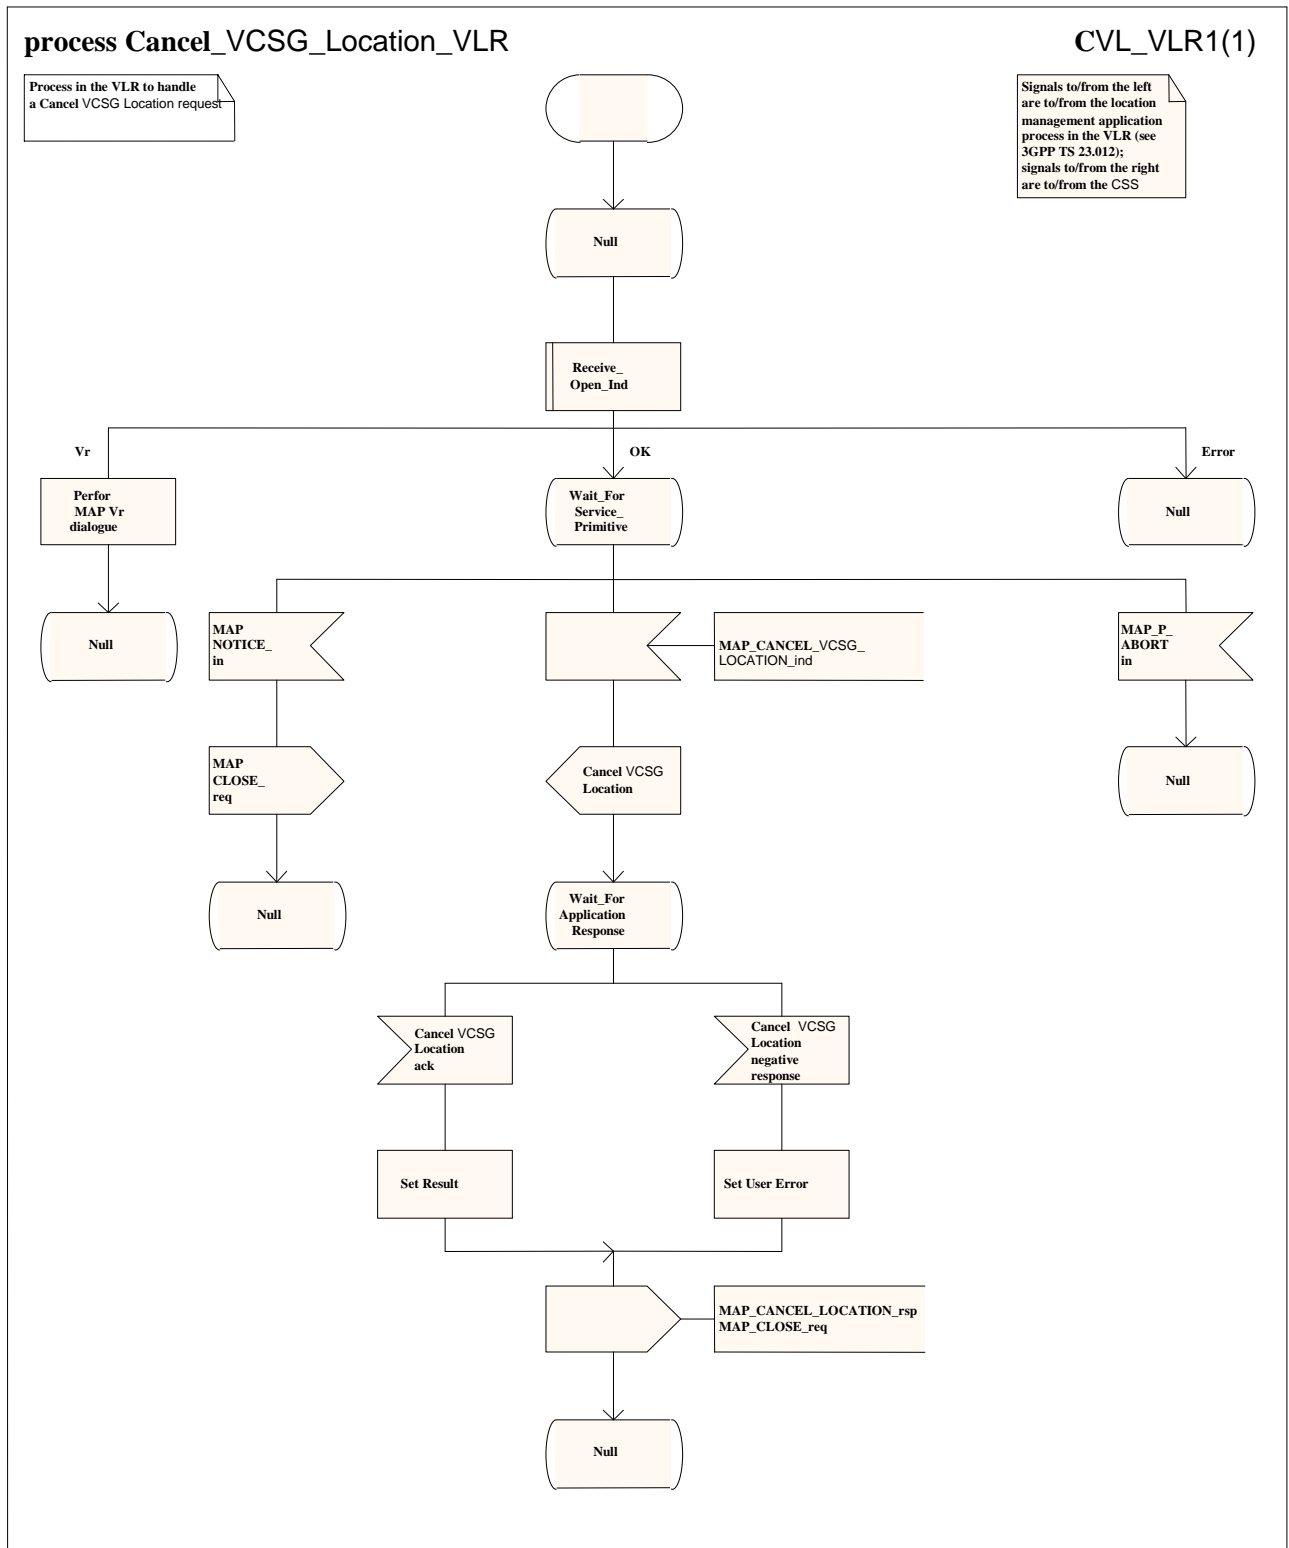 process Cancel_VCSG_Location_VLR
CVL_VLR1(1)
Process in the VLR to handle
a Cancel VCSG Location request
Signals to/from the left
are to/from the location
management application
process in the VLR (see
3GPP TS 23.012);
signals to/from the right
are to/from the CSS
Null
Receive_
Open_Ind
Vr
OK
Error
Perfor
MAP Vr
dialogue
Wait_For
Service_
Primitive
Null
Null
MAP
NOTICE_
in
MAP_CANCEL_VCSG_
LOCATION_ind
MAP_P_
ABORT
in
MAP
CLOSE_
req
Cancel VCSG
Location
Null
Null
Wait_For
Application
Response
Cancel VCSG
Location
ack
Cancel VCSG
Location
negative
response
Set Result
Set User Error
MAP_CANCEL_LOCATION_rsp
MAP_CLOSE_req
Null